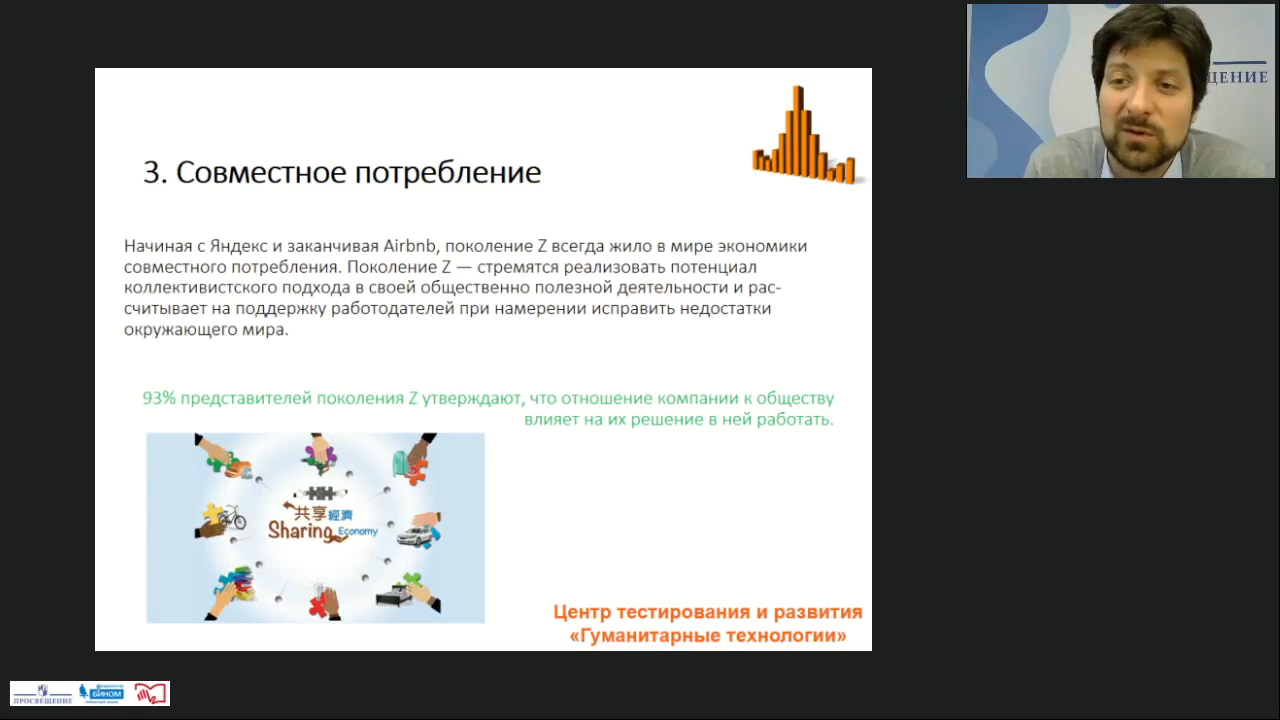 3. Совместное потребление
Начиная с Яндекс и заканчивая Airbnb, поколение Z всегда жило в мире экономики
совместного потребления. Поколение Z — стремятся реализовать потенциал
коллективистского подхода в своей общественно полезной деятельности и рас-
считывает на поддержку работодателей при намерении исправить недостатки
окружающего мира.
93% представителей поколения Z утверждают, что отношение компании к обществу
влияет на их решение в ней работать.
共享經濟
Sharing Economy
Центр тестирования и развития
«Гуманитарные технологии»
ЩЕНИЕ
ПРОСВЕЩЕНИЕ
БИНОМ